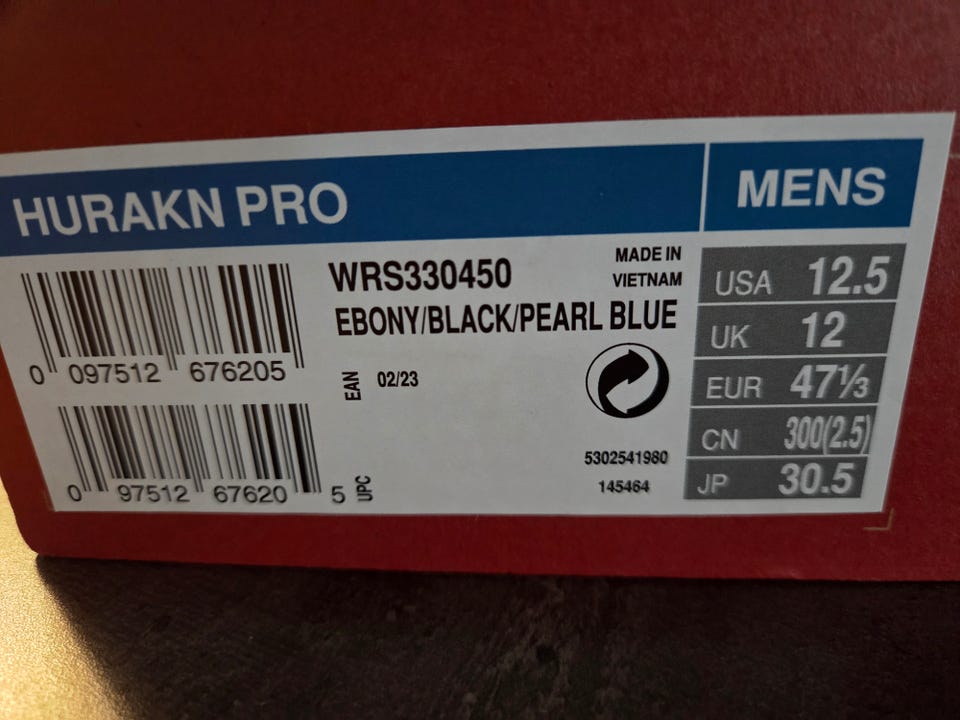 HURAKN PRO
MENS
0 097512 676205
0 97512 67620 5
UPC
WRS330450
EBONY/BLACK/PEARL BLUE
MADE IN
VIETNAM
EAN 02/23
5302541980
145464
USA 12.5
UK 12
EUR 47⅓
CN 300(2.5)
JP 30.5